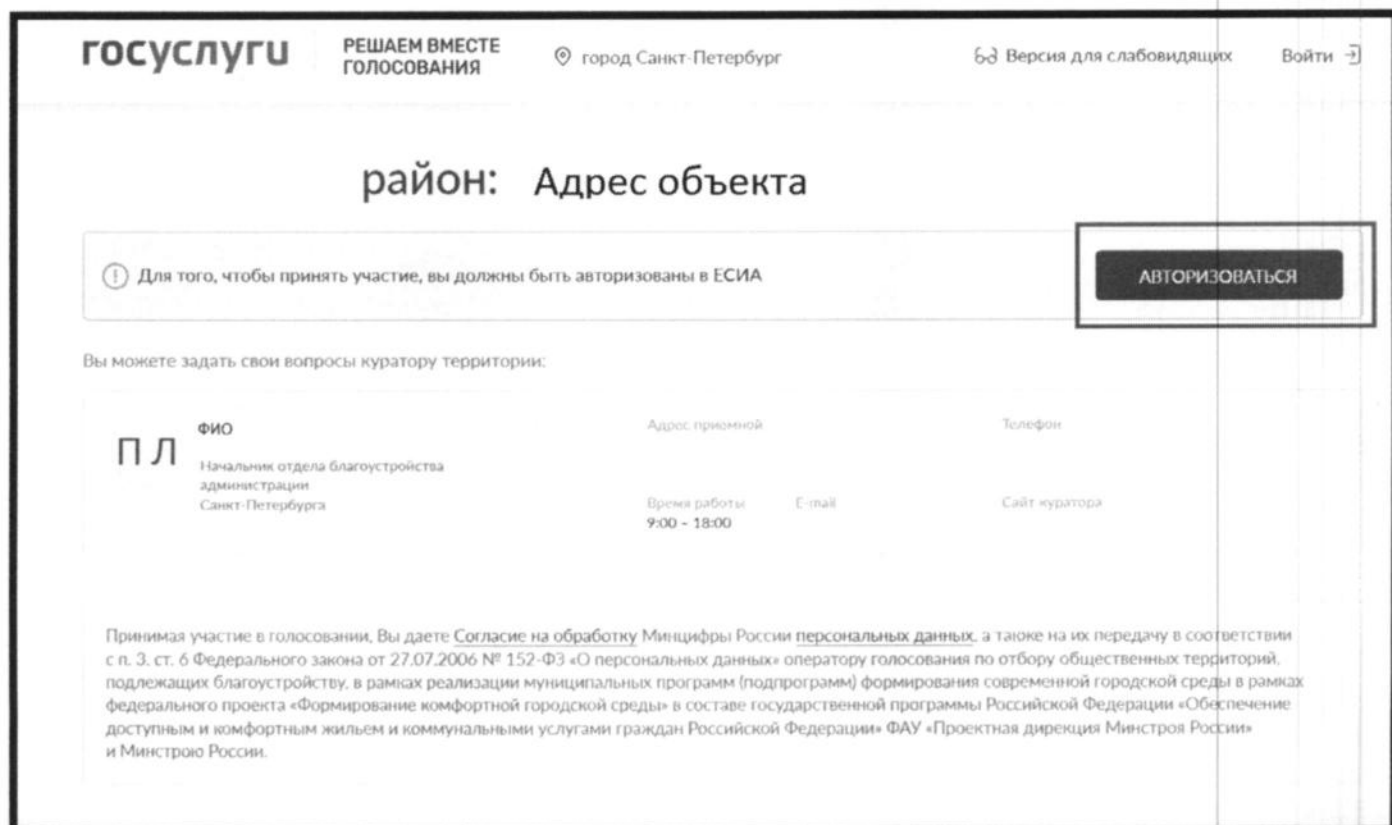 госуслуги
РЕШАЕМ ВМЕСТЕ
ГОЛОСОВАНИЯ
город Санкт-Петербург
Версия для слабовидящих
Войти
район: Адрес объекта
Для того, чтобы принять участие, вы должны быть авторизованы в ЕСИА
АВТОРИЗОВАТЬСЯ
Вы можете задать свои вопросы куратору территории:
П Л
ФИО
Начальник отдела благоустройства
администрации
Санкт-Петербурга
Адрес приемной
Телефон
Время работы
9:00 – 18:00
E-mail
Сайт куратора
Принимая участие в голосовании, Вы даете Согласие на обработку Минцифры России персональных данных, а также на их передачу в соответствии
с п. 3. ст. 6 Федерального закона от 27.07.2006 № 152-ФЗ «О персональных данных» оператору голосования по отбору общественных территорий,
подлежащих благоустройству, в рамках реализации муниципальных программ (подпрограмм) формирования современной городской среды в рамках
федерального проекта «Формирование комфортной городской среды» в составе государственной программы Российской Федерации «Обеспечение
доступным и комфортным жильем и коммунальными услугами граждан Российской Федерации» ФАУ «Проектная дирекция Минстроя России»
и Минстрою России.